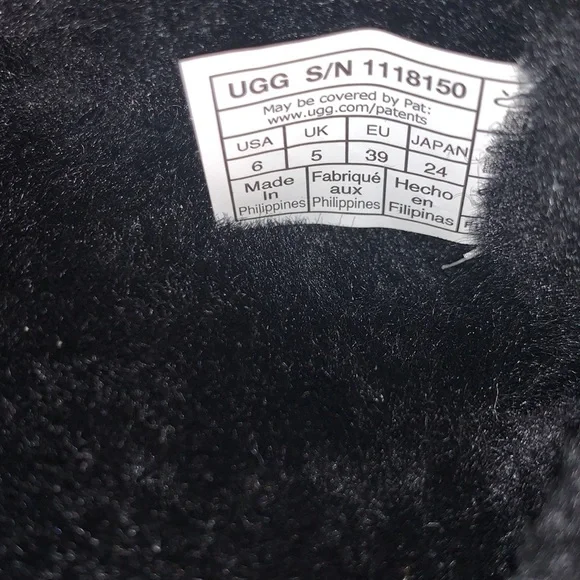 UGG S/N 1118150
May be covered by Pat:
www.ugg.com/patents
USA UK EU JAPAN
6 5 39 24
Made Fabriqué Hecho
In aux en
Philippines Philippines Filipinas